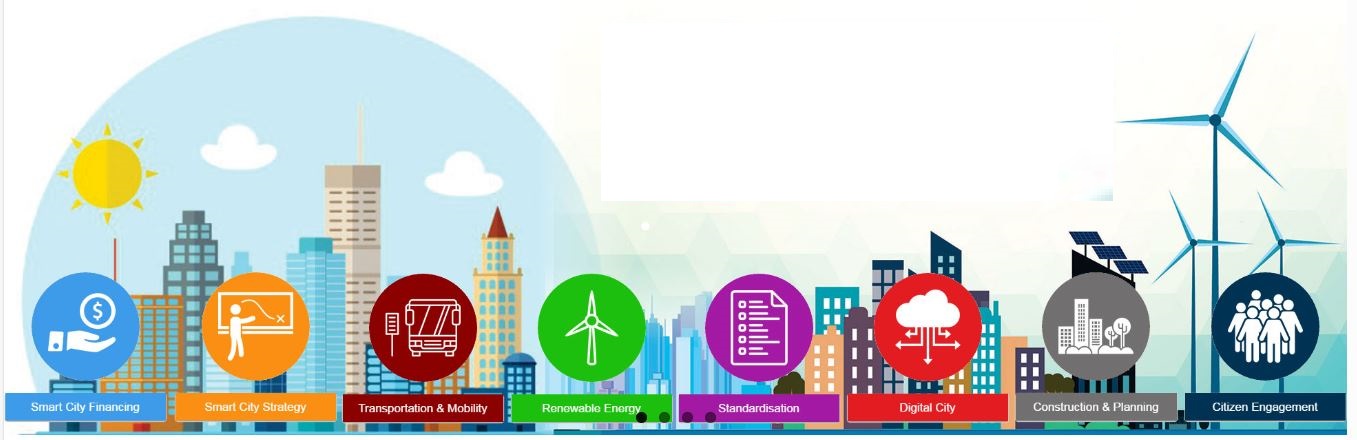 Smart City Financing
Smart City Strategy
Transportation & Mobility
Renewable Energy
Standardisation
Digital City
Construction & Planning
Citizen Engagement